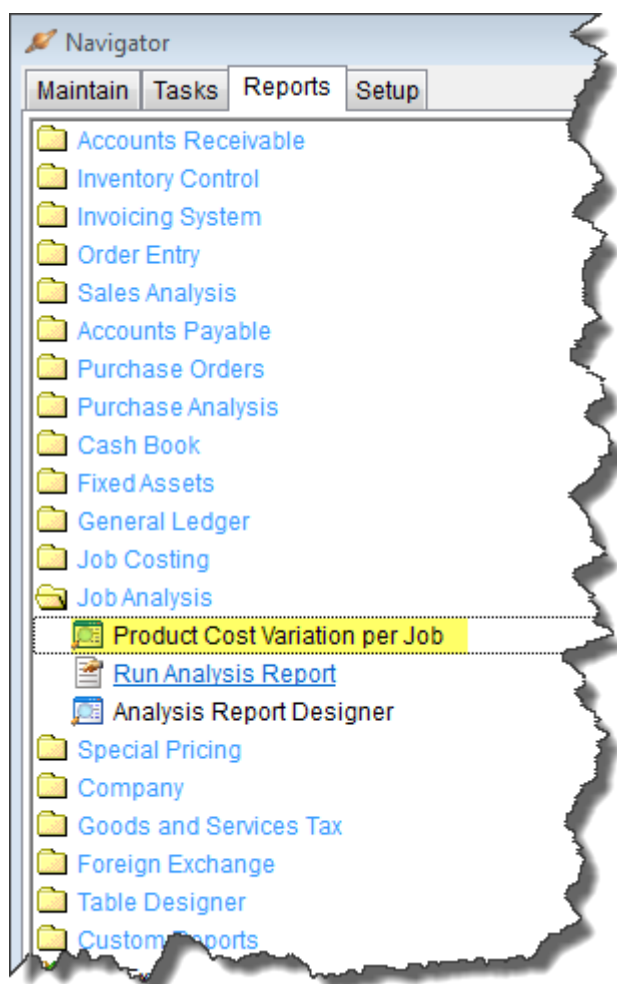 Navigator
Maintain Tasks Reports Setup
Accounts Receivable
Inventory Control
Invoicing System
Order Entry
Sales Analysis
Accounts Payable
Purchase Orders
Purchase Analysis
Cash Book
Fixed Assets
General Ledger
Job Costing
Job Analysis
Product Cost Variation per Job
Run Analysis Report
Analysis Report Designer
Special Pricing
Company
Goods and Services Tax
Foreign Exchange
Table Designer
Custom Reports